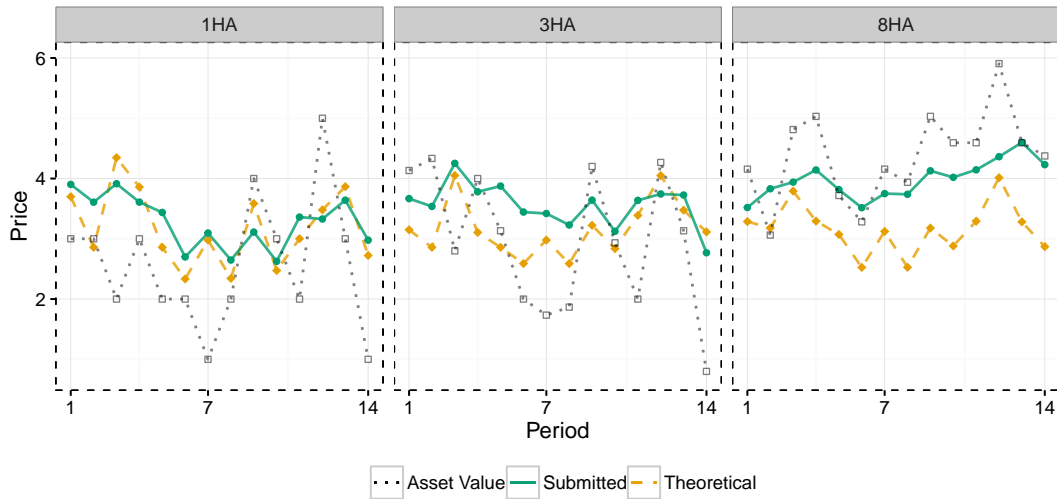 1HA 3HA 8HA
6
4
2
Price
1 7 14 1 7 14 1 7 14
Period
Asset Value Submitted Theoretical